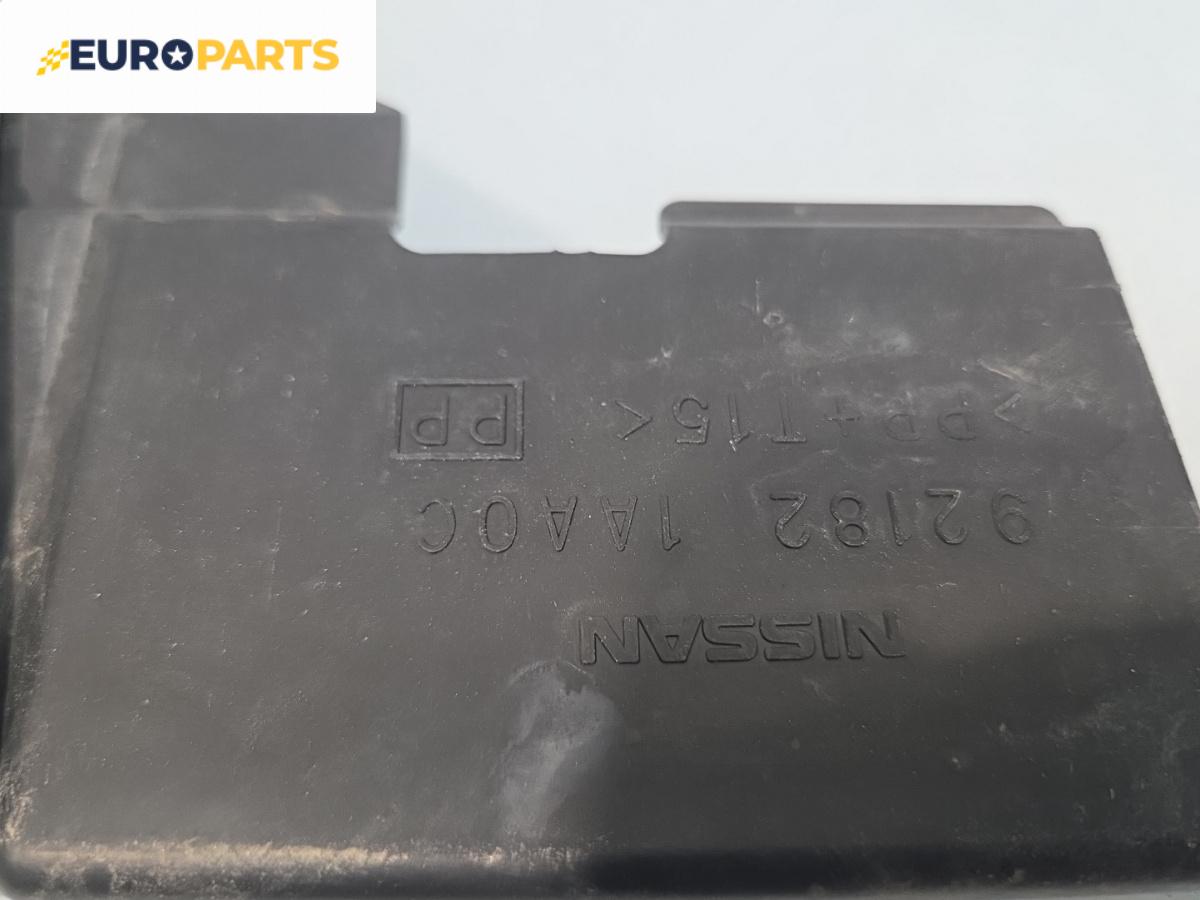 EUROPARTS
NISSAN
92182 1AA0C
>PP+T15< PP